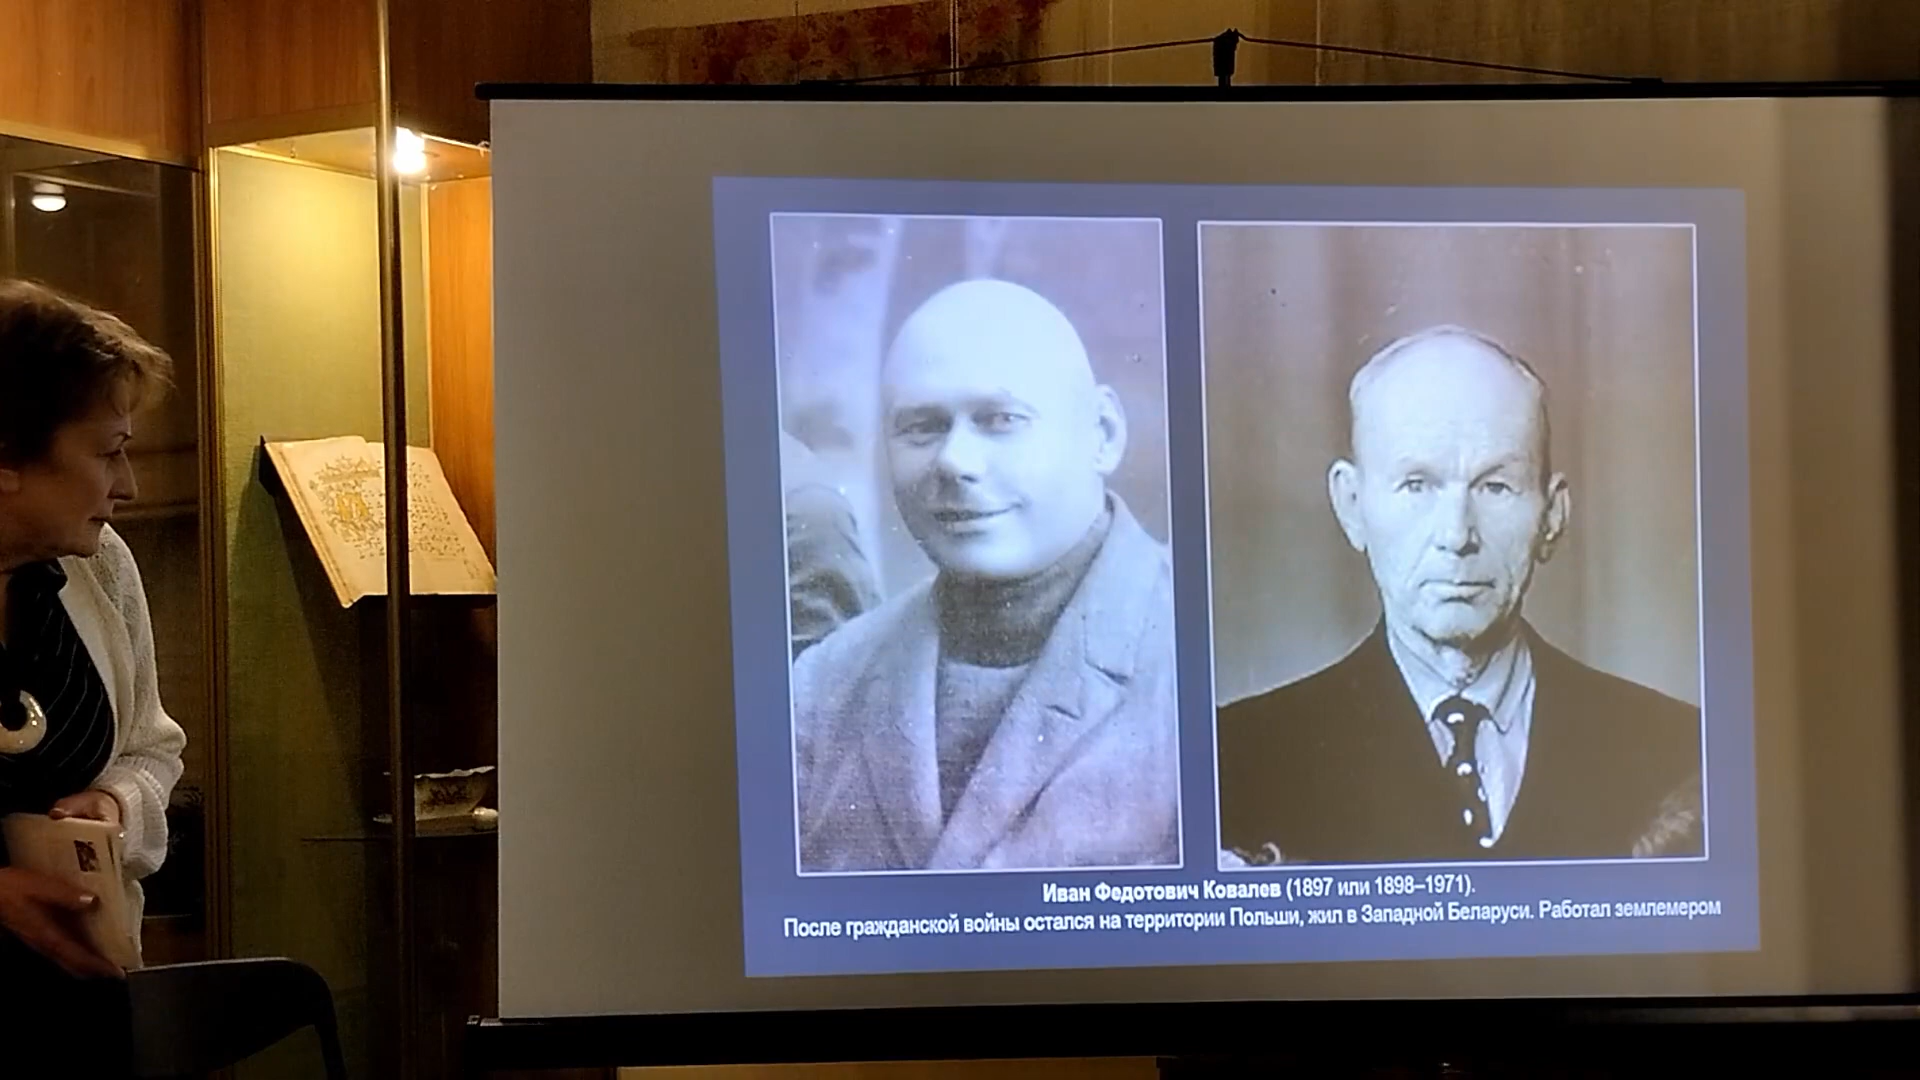 Иван Федотович Ковалев (1897 или 1898–1971).
После гражданской войны остался на территории Польши, жил в Западной Беларуси. Работал землемером